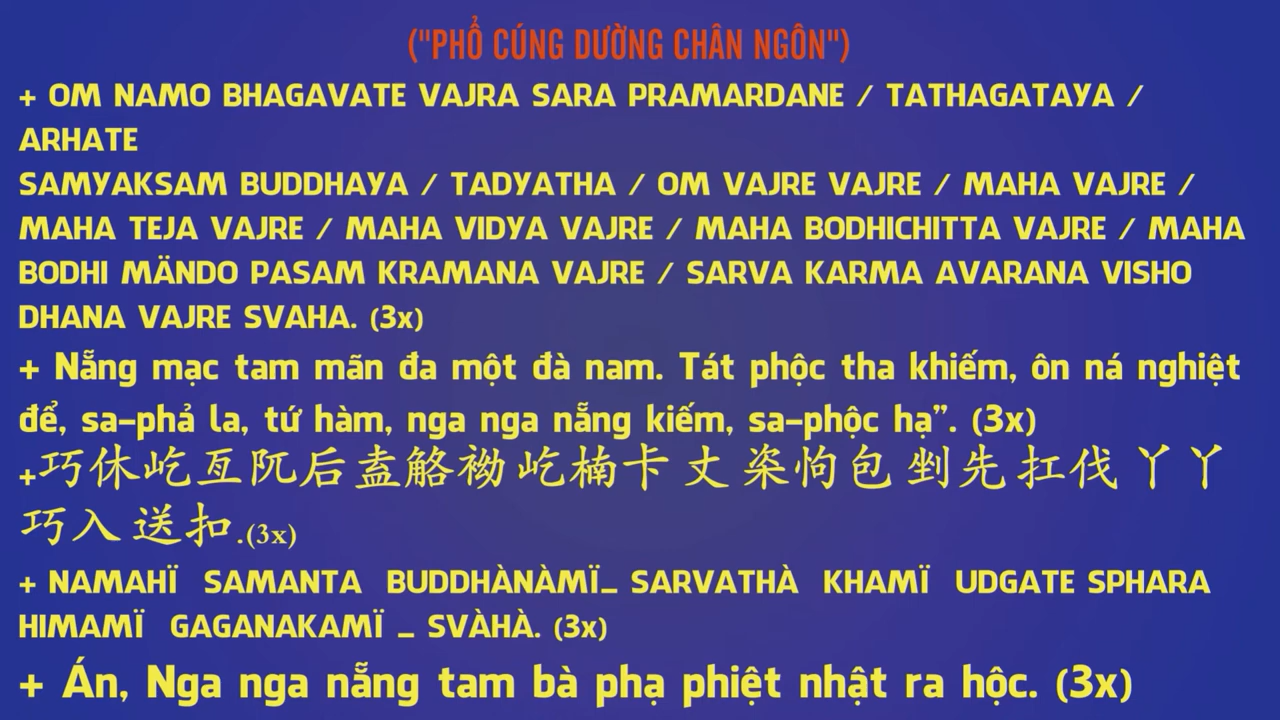 ("PHỔ CÚNG DƯỜNG CHÂN NGÔN")
+ OM NAMO BHAGAVATE VAJRA SARA PRAMARDANE / TATHAGATAYA /
ARHATE
SAMYAKSAM BUDDHAYA / TADYATHA / OM VAJRE VAJRE / MAHA VAJRE /
MAHA TEJA VAJRE / MAHA VIDYA VAJRE / MAHA BODHICHITTA VAJRE / MAHA
BODHI MÄNDO PASAM KRAMANA VAJRE / SARVA KARMA AVARANA VISHO
DHANA VAJRE SVAHA. (3x)
+ Nẵng mạc tam mãn đa một đà nam. Tát phộc tha khiếm, ôn ná nghiệt
để, sa-phả la, tứ hàm, nga nga nẵng kiếm, sa-phộc hạ”. (3x)
+巧休屹亙阮后盍觡袎屹楠卡丈 栥怐包 剉先 扛伐 丫丫
巧入 送扣.(3x)
+ NAMAHÏ SAMANTA BUDDHÀNÀMÏ_ SARVATHÀ KHAMÏ UDGATE SPHARA
HIMAMÏ GAGANAKAMÏ _ SVÀHÀ. (3x)
+ Án, Nga nga nẵng tam bà phạ phiệt nhật ra hộc. (3x)